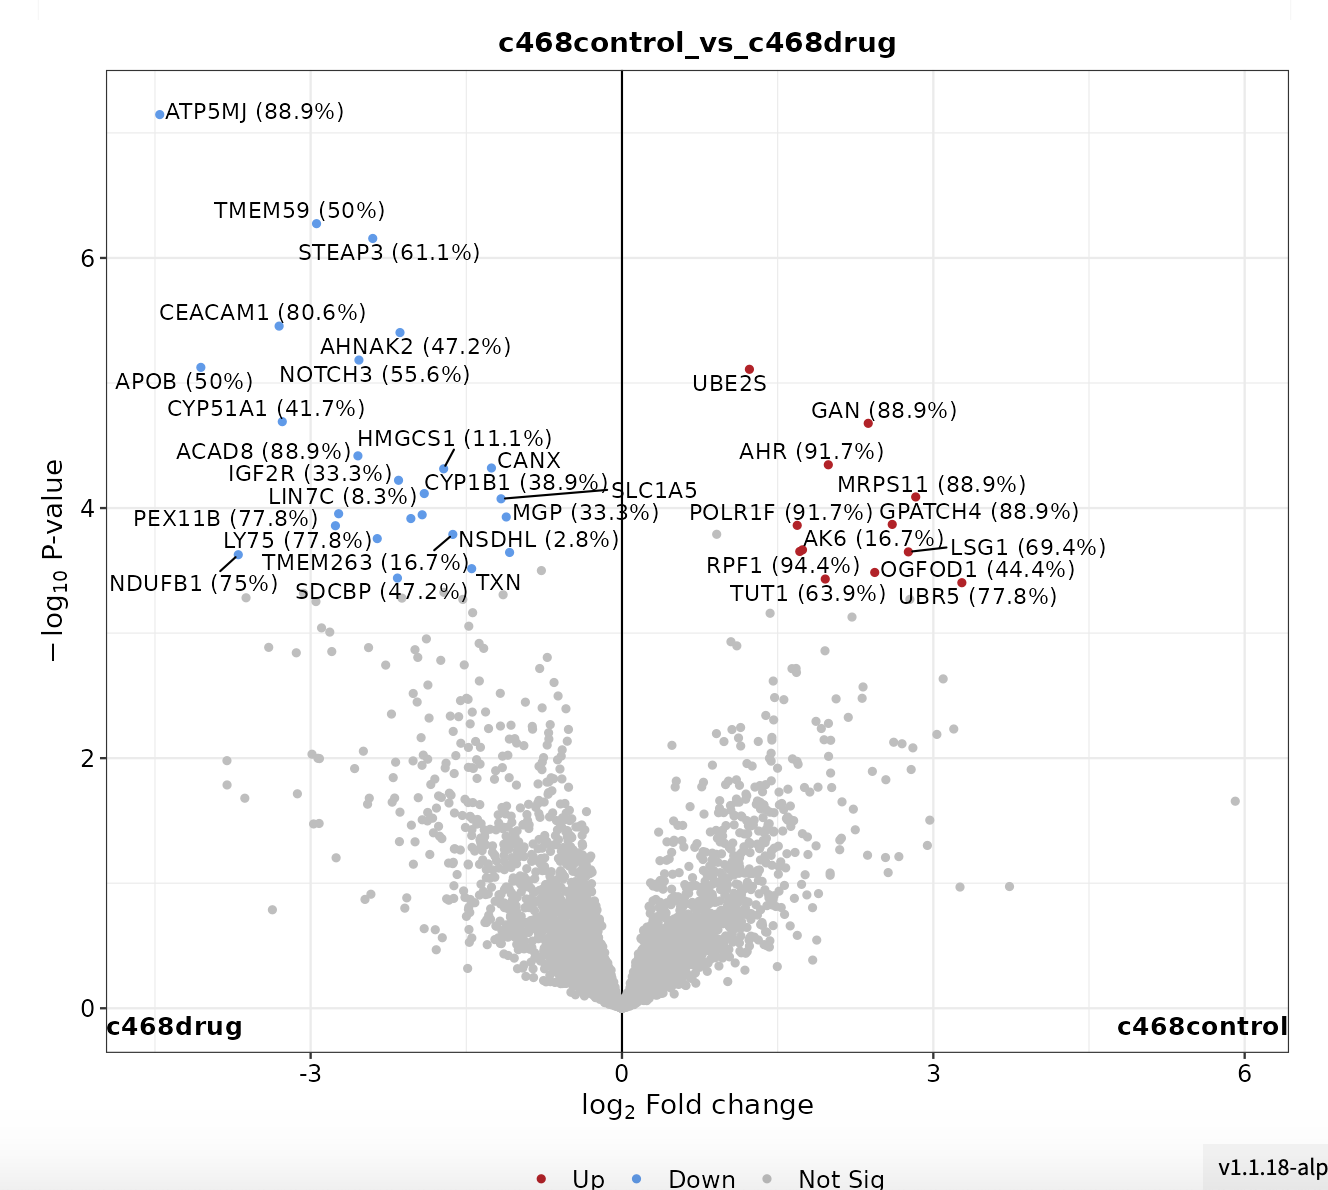 c468control_vs_c468drug
ATP5MJ (88.9%)
TMEM59 (50%)
STEAP3 (61.1%)
CEACAM1 (80.6%)
AHNAK2 (47.2%)
NOTCH3 (55.6%)
APOB (50%)
UBE2S
CYP51A1 (41.7%)
GAN (88.9%)
HMGCS1 (11.1%)
ACAD8 (88.9%)
AHR (91.7%)
CANX
IGF2R (33.3%)
CYP1B1 (38.9%)
SLC1A5
MRPS11 (88.9%)
LIN7C (8.3%)
MGP (33.3%)
POLR1F (91.7%)
GPATCH4 (88.9%)
PEX11B (77.8%)
LY75 (77.8%)
NSDHL (2.8%)
AK6 (16.7%)
LSG1 (69.4%)
TMEM263 (16.7%)
RPF1 (94.4%)
OGFOD1 (44.4%)
NDUFB1 (75%)
TXN
SDCBP (47.2%)
TUT1 (63.9%)
UBR5 (77.8%)
6
4
2
0
− log10 P-value
c468drug
c468control
-3
0
3
6
log2 Fold change
Up
Down
Not Sig
v1.1.18-alp